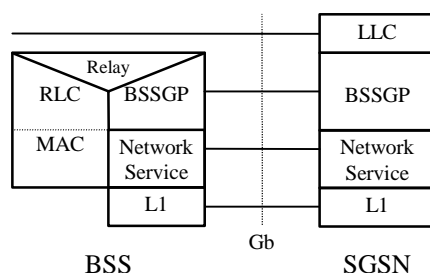 LLC
Relay
RLC
BSSGP
BSSGP
MAC
Network
Service
Network
Service
L1
L1
Gb
BSS
SGSN